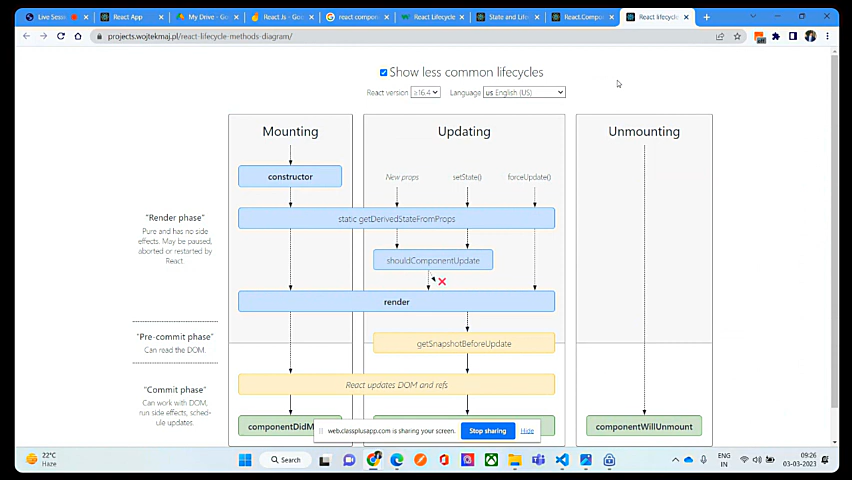 Live Sessi
React App
My Drive - Go
React Js - Goo
react compon
React Lifecycle
State and Life
React.Compo
React lifecycle
projects.wojtekmaj.pl/react-lifecycle-methods-diagram/
Show less common lifecycles
React version ≥16.4 Language us English (US)
Mounting Updating Unmounting
constructor New props setState() forceUpdate()
"Render phase"
Pure and has no side
effects. May be paused,
aborted or restarted by
React.
static getDerivedStateFromProps
shouldComponentUpdate
render
"Pre-commit phase"
Can read the DOM.
getSnapshotBeforeUpdate
"Commit phase"
Can work with DOM,
run side effects, sched-
ule updates.
React updates DOM and refs
componentDidM
componentWillUnmount
web.classplusapp.com is sharing your screen. Stop sharing Hide
22°C
Haze
Search
ENG
IN
09:26
03-03-2023